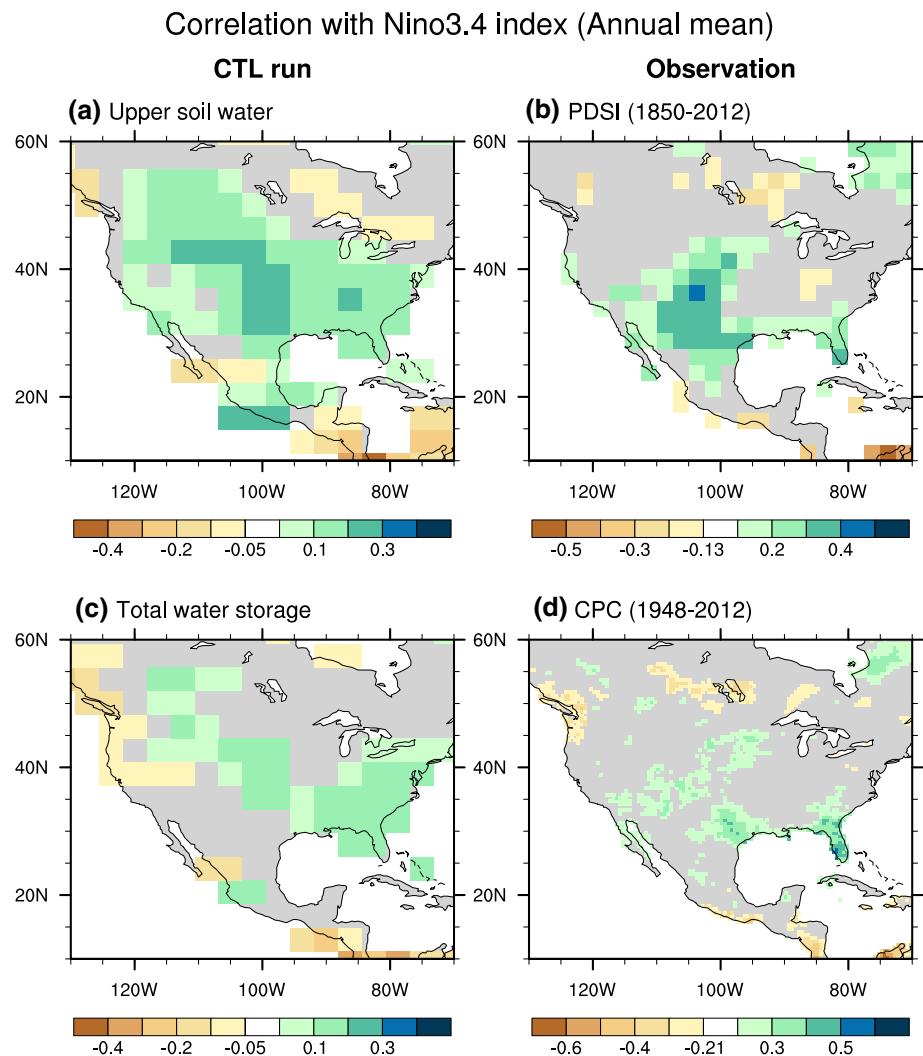 Correlation with Nino3.4 index (Annual mean)
CTL run
Observation
(a) Upper soil water
(b) PDSI (1850-2012)
60N
60N
40N
40N
20N
20N
120W 100W 80W
120W 100W 80W
-0.4 -0.2 -0.05 0.1 0.3
-0.5 -0.3 -0.13 0.2 0.4
(c) Total water storage
(d) CPC (1948-2012)
60N
60N
40N
40N
20N
20N
120W 100W 80W
120W 100W 80W
-0.4 -0.2 -0.05 0.1 0.3
-0.6 -0.4 -0.21 0.3 0.5